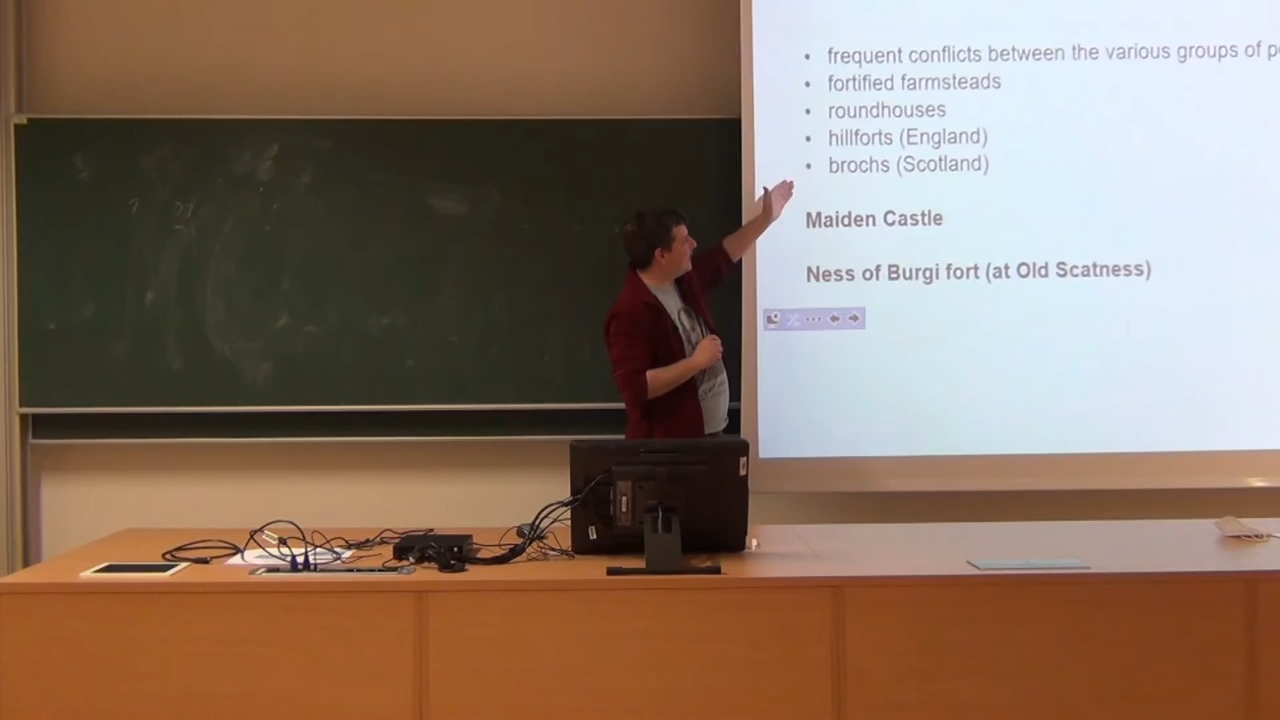 • frequent conflicts between the various groups of
• fortified farmsteads
• roundhouses
• hillforts (England)
• brochs (Scotland)
Maiden Castle
Ness of Burgi fort (at Old Scatness)